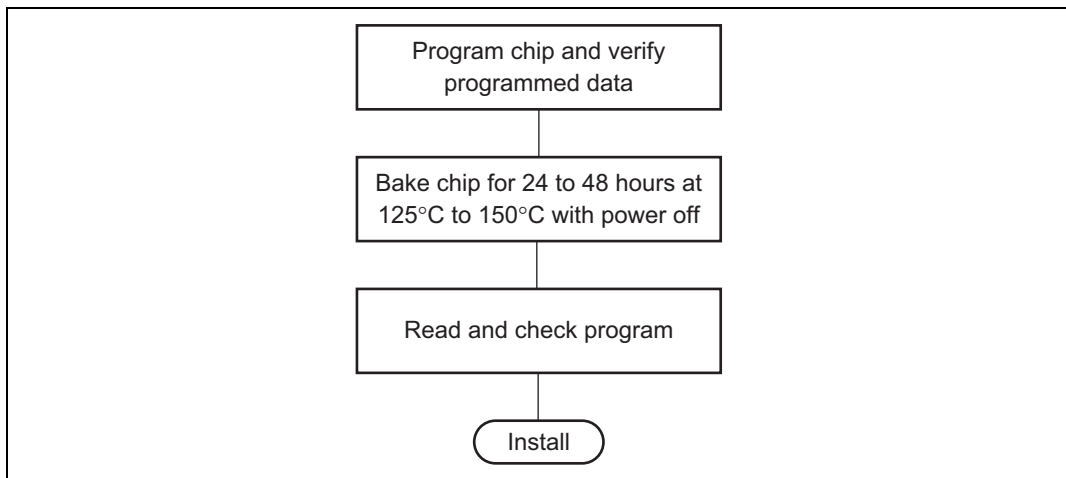 Program chip and verify
programmed data
Bake chip for 24 to 48 hours at
125°C to 150°C with power off
Read and check program
Install